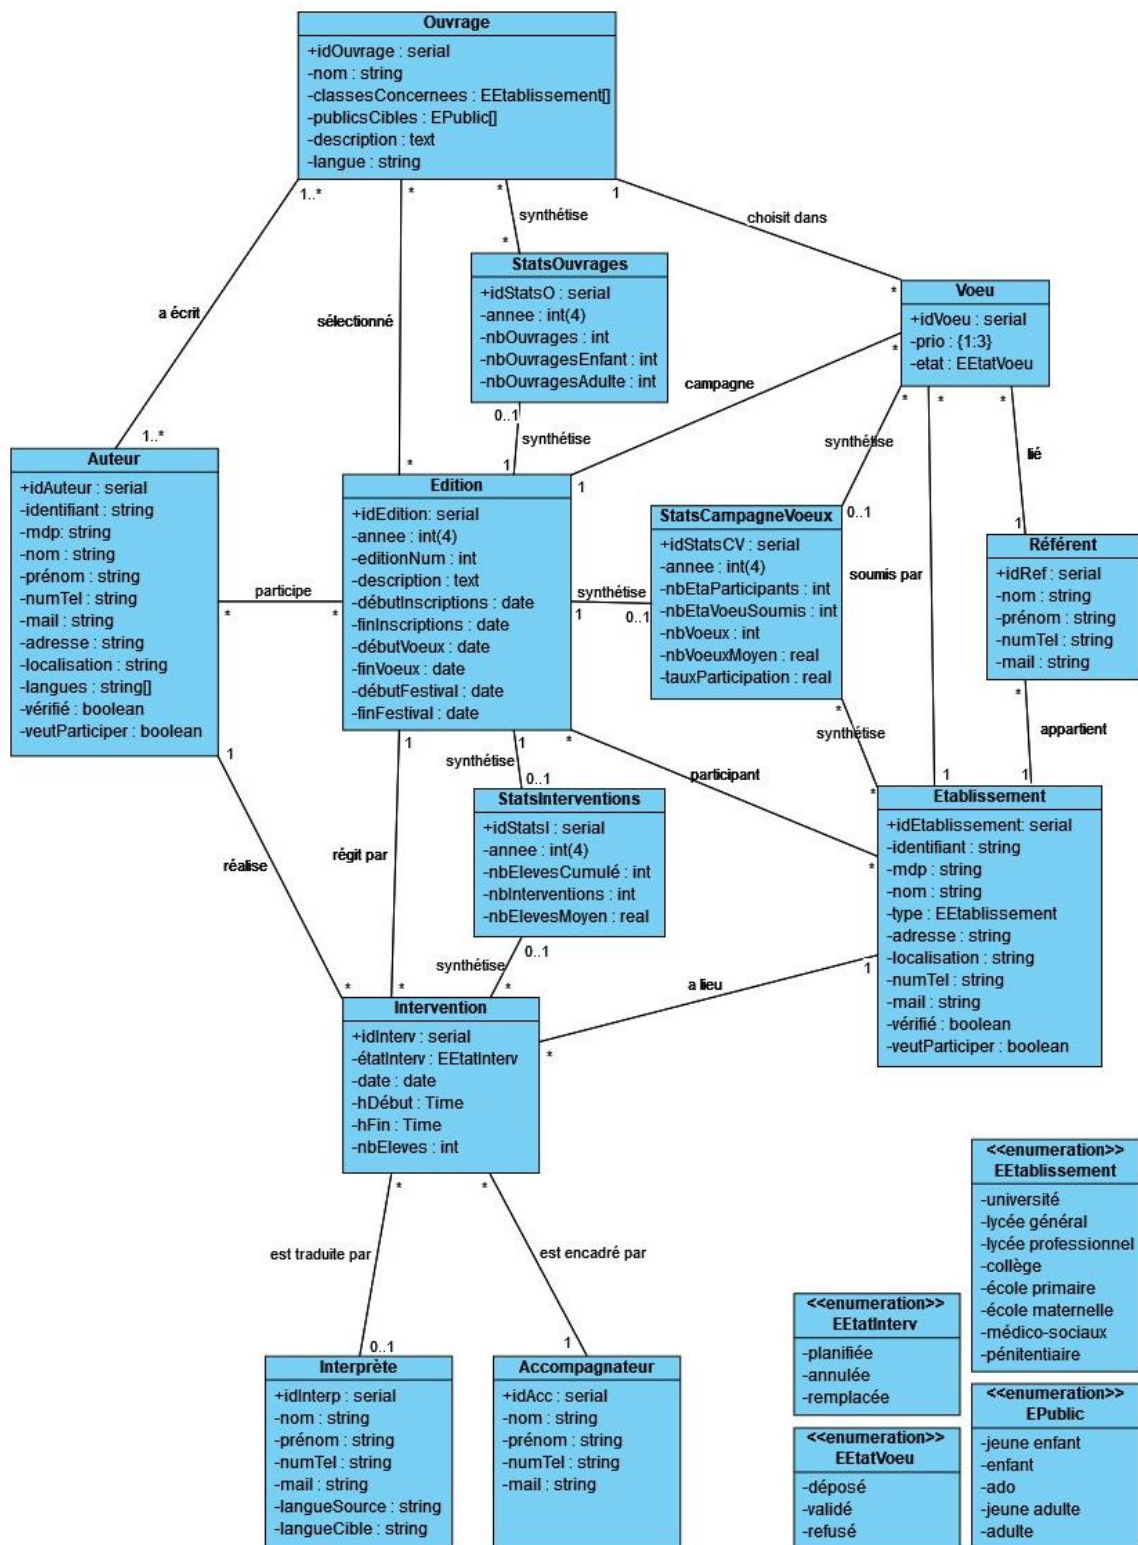 Ouvrage
+idOuvrage : serial
-nom : string
-classesConcernees : EEtablissement[]
-publicsCibles : EPublic[]
-description : text
-langue : string
1..*
*
*
1
synthétise
choisit dans
*
*
StatsOuvrages
+idStatsO : serial
-annee : int(4)
-nbOuvrages : int
-nbOuvragesEnfant : int
-nbOuvragesAdulte : int
Voeu
+idVoeu : serial
-prio : {1:3}
-etat : EEtatVoeu
a écrit
sélectionné
campagne
*
*
*
*
0..1
synthétise
synthétise
lié
1..*
*
1
1
0..1
1
Auteur
+idAuteur : serial
-identifiant : string
-mdp: string
-nom : string
-prénom : string
-numTel : string
-mail : string
-adresse : string
-localisation : string
-langues : string[]
-vérifié : boolean
-veutParticiper : boolean
Edition
+idEdition: serial
-annee : int(4)
-editionNum : int
-description : text
-débutInscriptions : date
-finInscriptions : date
-débutVoeux : date
-finVoeux : date
-débutFestival : date
-finFestival : date
StatsCampagneVoeux
+idStatsCV : serial
-annee : int(4)
-nbEtaParticipants : int
-nbEtaVoeuSoumis : int
-nbVoeux : int
-nbVoeuxMoyen : real
-tauxParticipation : real
Référent
+idRef : serial
-nom : string
-prénom : string
-numTel : string
-mail : string
participe
*
*
synthétise
1
0..1
soumis par
1
1
1
*
*
*
synthétise
participant
synthétise
appartient
0..1
*
1
1
StatsInterventions
+idStatsI : serial
-annee : int(4)
-nbElevesCumulé : int
-nbInterventions : int
-nbElevesMoyen : real
Etablissement
+idEtablissement: serial
-identifiant : string
-mdp : string
-nom : string
-type : EEtablissement
-adresse : string
-localisation : string
-numTel : string
-mail : string
-vérifié : boolean
-veutParticiper : boolean
réalise
régit par
*
0..1
synthétise
a lieu
1
*
*
*
*
Intervention
+idInterv : serial
-étatInterv : EEtatInterv
-date : date
-hDébut : Time
-hFin : Time
-nbEleves : int
*
*
est traduite par
est encadré par
0..1
1
Interprète
+idInterp : serial
-nom : string
-prénom : string
-numTel : string
-mail : string
-langueSource : string
-langueCible : string
Accompagnateur
+idAcc : serial
-nom : string
-prénom : string
-numTel : string
-mail : string
<<enumeration>>
EEtatInterv
-planifiée
-annulée
-remplacée
<<enumeration>>
EEtatVoeu
-déposé
-validé
-refusé
<<enumeration>>
EEtablissement
-université
-lycée général
-lycée professionnel
-collège
-école primaire
-école maternelle
-médico-sociaux
-pénitentiaire
<<enumeration>>
EPublic
-jeune enfant
-enfant
-ado
-jeune adulte
-adulte